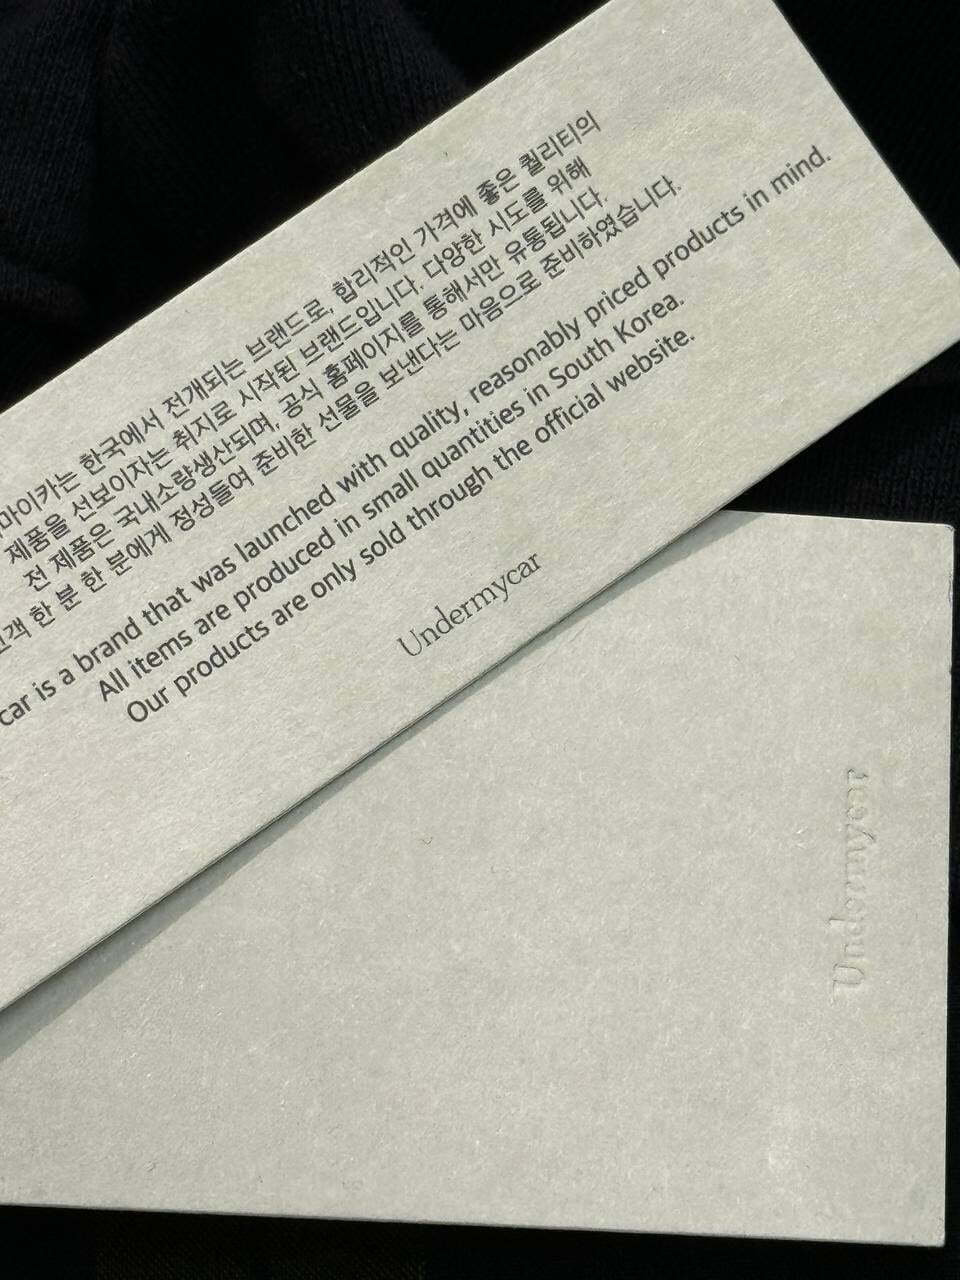 마이카는 한국에서 전개되는 브랜드로, 합리적인 가격에 좋은 퀄리티의
제품을 선보이자는 취지로 시작된 브랜드입니다. 다양한 시도를 위해
전 제품은 국내소량생산되며, 공식 홈페이지를 통해서만 유통됩니다.
고객 한 분 한 분에게 정성들여 준비한 선물을 보낸다는 마음으로 준비하였습니다.
car is a brand that was launched with quality, reasonably priced products in mind.
All items are produced in small quantities in South Korea.
Our products are only sold through the official website.
Undermycar
Undermycar